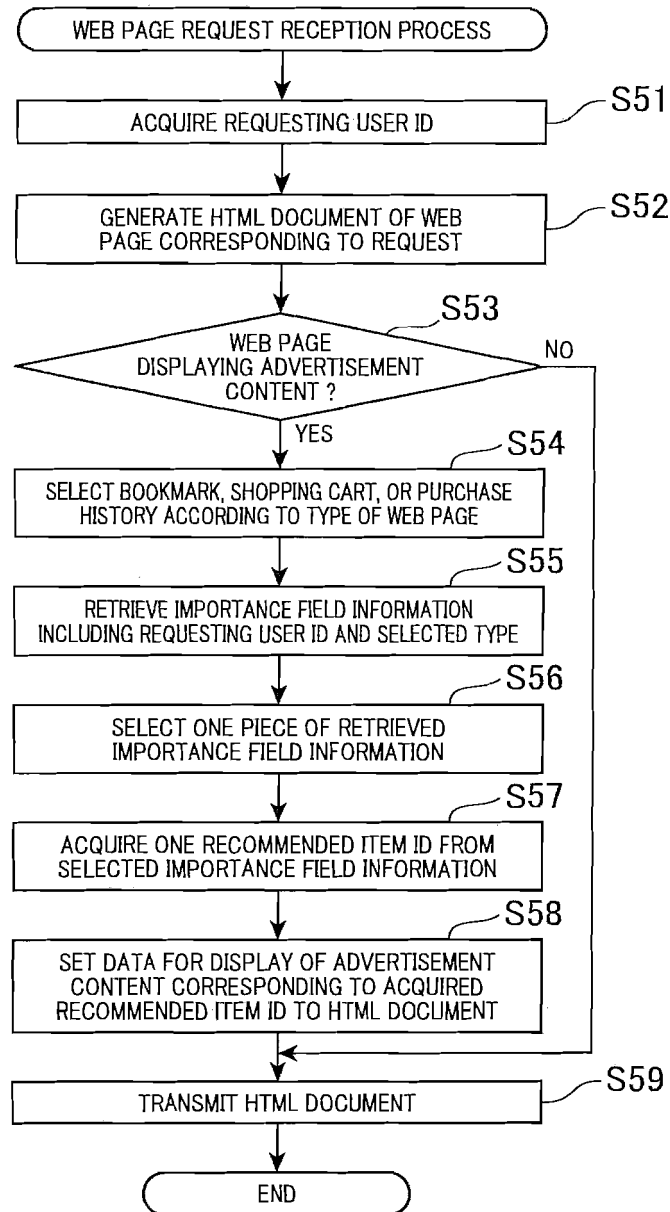 WEB PAGE REQUEST RECEPTION PROCESS
S51
ACQUIRE REQUESTING USER ID
S52
GENERATE HTML DOCUMENT OF WEB
PAGE CORRESPONDING TO REQUEST
S53
WEB PAGE
DISPLAYING ADVERTISEMENT
CONTENT ?
NO
YES
S54
SELECT BOOKMARK, SHOPPING CART, OR PURCHASE
HISTORY ACCORDING TO TYPE OF WEB PAGE
S55
RETRIEVE IMPORTANCE FIELD INFORMATION
INCLUDING REQUESTING USER ID AND SELECTED TYPE
S56
SELECT ONE PIECE OF RETRIEVED
IMPORTANCE FIELD INFORMATION
S57
ACQUIRE ONE RECOMMENDED ITEM ID FROM
SELECTED IMPORTANCE FIELD INFORMATION
S58
SET DATA FOR DISPLAY OF ADVERTISEMENT
CONTENT CORRESPONDING TO ACQUIRED
RECOMMENDED ITEM ID TO HTML DOCUMENT
S59
TRANSMIT HTML DOCUMENT
END